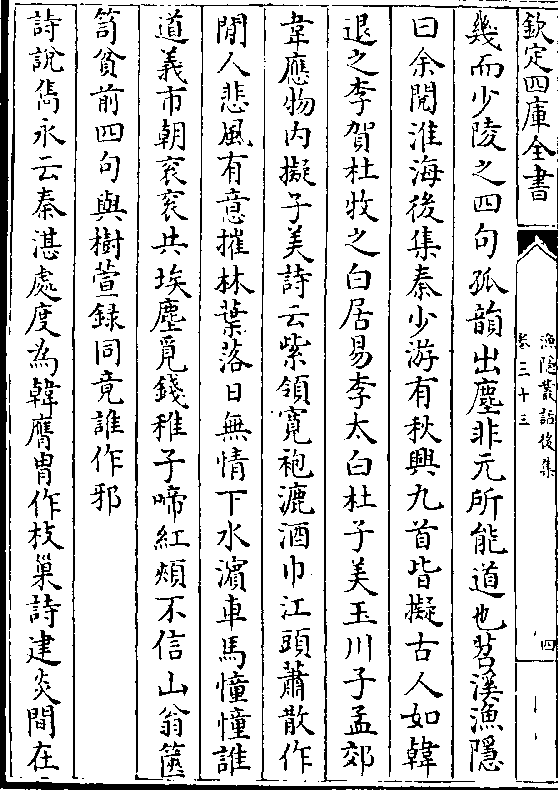 欽定四庫全書
漁隱叢話後集
卷三十三
四
幾而少陵之四句孤韻出塵非元所能道也苕溪漁隱
曰余閱淮海後集秦少游有秋興九首皆擬古人如韓
退之李賀杜牧之白居易李太白杜子美玉川子孟郊
韋應物内擬子美詩云紫領寛袍漉酒巾江頭蕭散作
閒人悲風有意摧林葉落日無情下水濵車馬憧憧誰
道義市朝衮衮共埃塵覓錢稚子啼紅頰不信山翁篋
笥貧前四句與樹萱録同竟誰作邪
詩說雋永云秦湛處度為韓膺胄作枝巢詩建炎間在